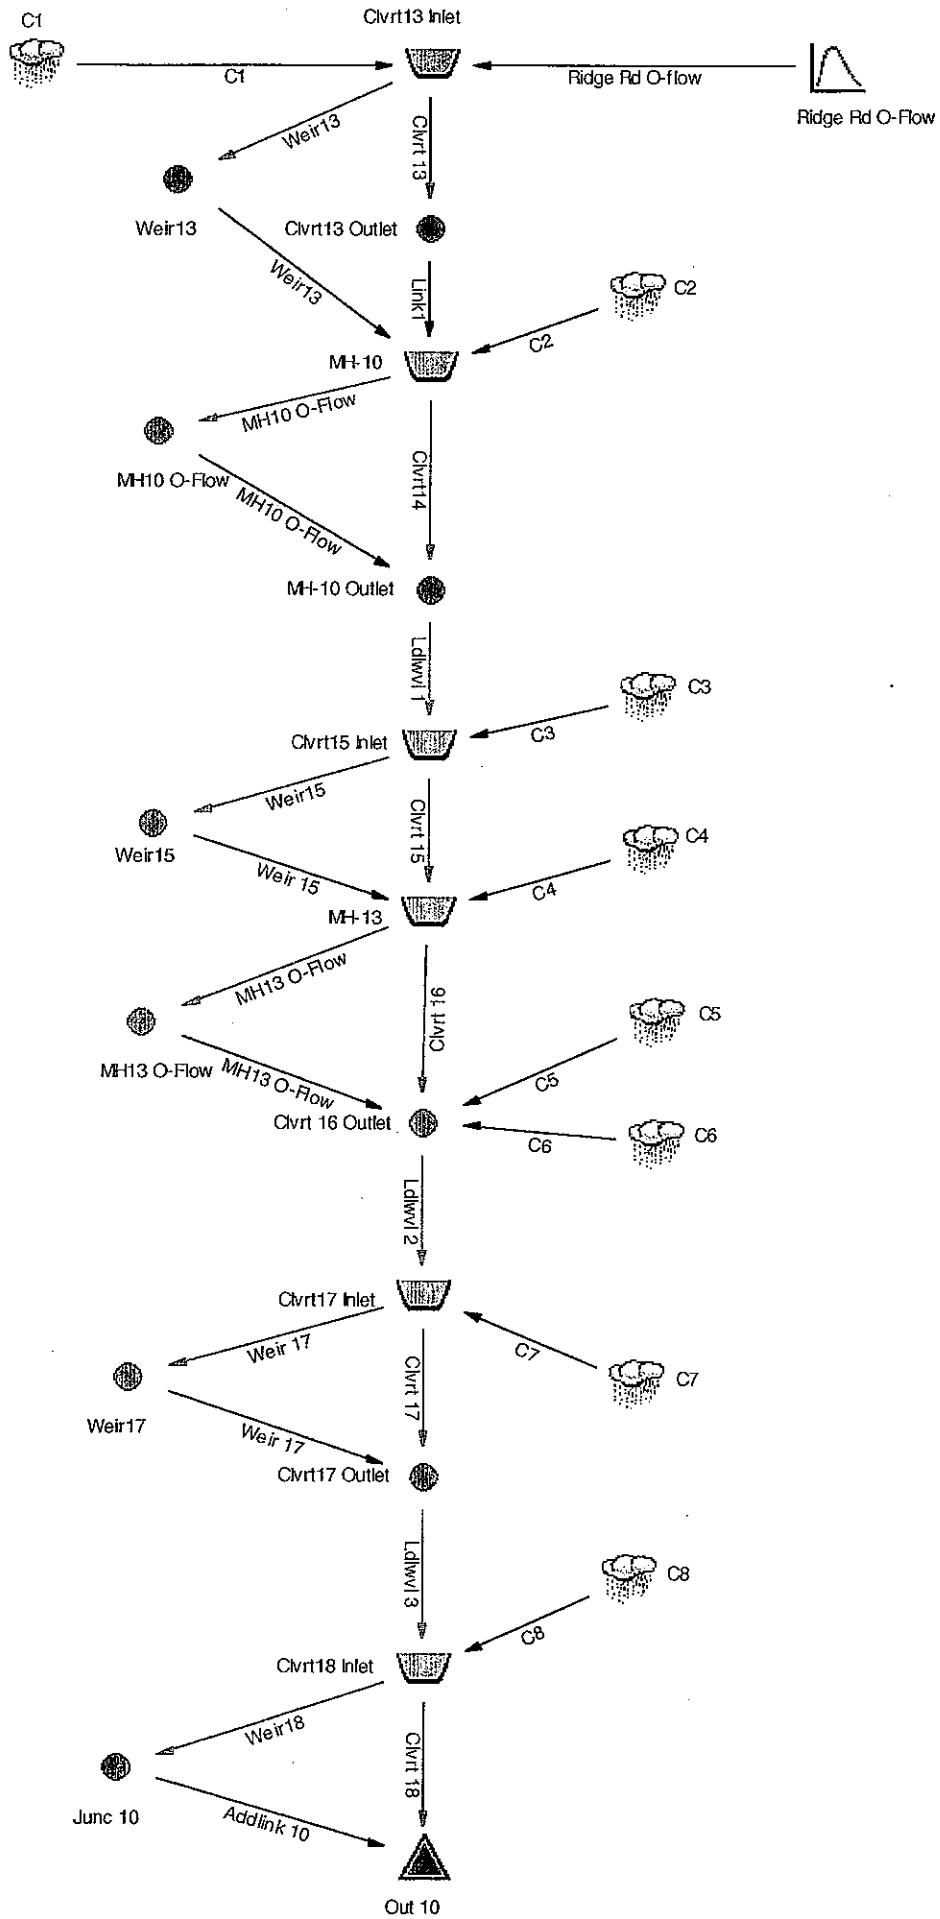 C1
Clvrt13 Inlet
C1
Ridge Rd O-flow
Ridge Rd O-Flow
Weir13
Clvrt 13
Weir13
Clvrt13 Outlet
Weir13
Link1
C2
C2
MH-10
MH10 O-Flow
Clvrt14
MH10 O-Flow
MH10 O-Flow
MH-10 Outlet
Ldlwvl 1
C3
C3
Clvrt15 Inlet
Weir15
Clvrt 15
Weir15
Weir 15
C4
C4
MH-13
MH13 O-Flow
Clvrt 16
C5
C5
MH13 O-Flow
MH13 O-Flow
Clvrt 16 Outlet
C6
C6
Ldlwvl 2
Clvrt17 Inlet
Weir 17
Clvrt 17
C7
C7
Weir17
Weir 17
Clvrt17 Outlet
Ldlwvl 3
C8
C8
Clvrt18 Inlet
Weir18
Clvrt 18
Junc 10
Addlink 10
Out 10